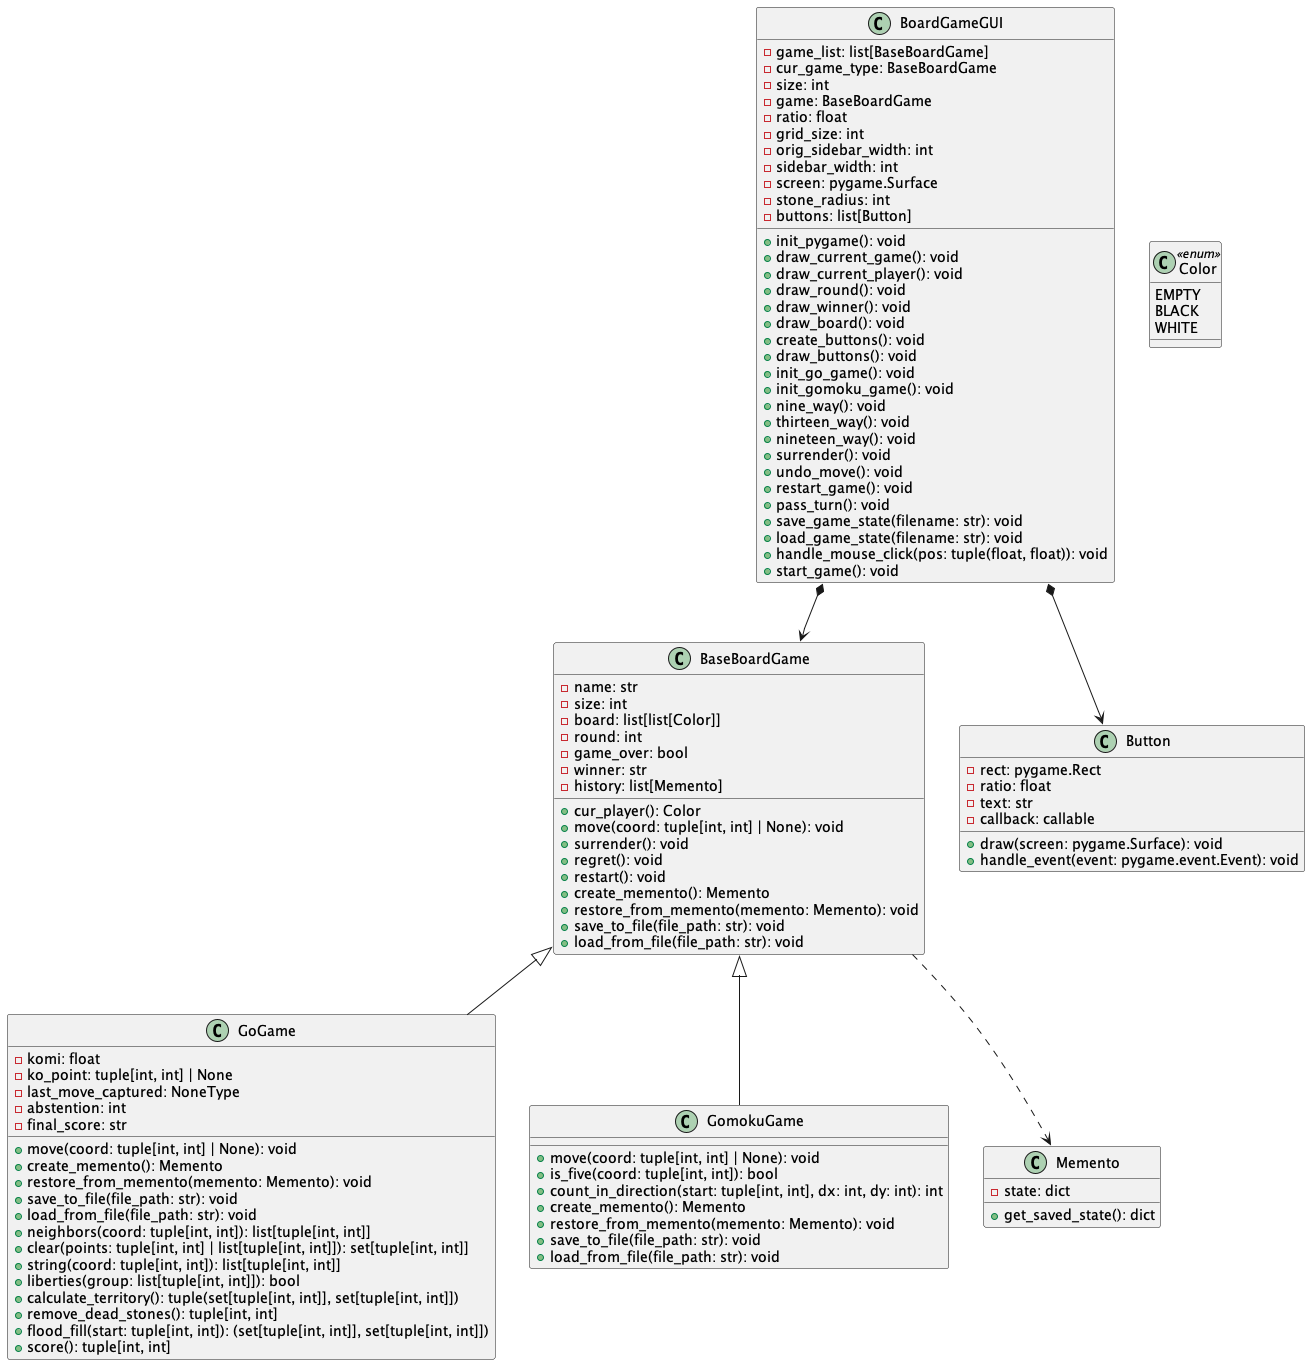 C BoardGameGUI
game_list: list[BaseBoardGame]
cur_game_type: BaseBoardGame
size: int
game: BaseBoardGame
ratio: float
grid_size: int
orig_sidebar_width: int
sidebar_width: int
screen: pygame.Surface
stone_radius: int
buttons: list[Button]
init_pygame(): void
draw_current_game(): void
draw_current_player(): void
draw_round(): void
draw_winner(): void
draw_board(): void
create_buttons(): void
draw_buttons(): void
init_go_game(): void
init_gomoku_game(): void
nine_way(): void
thirteen_way(): void
nineteen_way(): void
surrender(): void
undo_move(): void
restart_game(): void
pass_turn(): void
save_game_state(filename: str): void
load_game_state(filename: str): void
handle_mouse_click(pos: tuple(float, float)): void
start_game(): void
«enum»
C Color
EMPTY
BLACK
WHITE
C BaseBoardGame
name: str
size: int
board: list[list[Color]]
round: int
game_over: bool
winner: str
history: list[Memento]
cur_player(): Color
move(coord: tuple[int, int] | None): void
surrender(): void
regret(): void
restart(): void
create_memento(): Memento
restore_from_memento(memento: Memento): void
save_to_file(file_path: str): void
load_from_file(file_path: str): void
C Button
rect: pygame.Rect
ratio: float
text: str
callback: callable
draw(screen: pygame.Surface): void
handle_event(event: pygame.event.Event): void
C GoGame
komi: float
ko_point: tuple[int, int] | None
last_move_captured: NoneType
abstention: int
final_score: str
move(coord: tuple[int, int] | None): void
create_memento(): Memento
restore_from_memento(memento: Memento): void
save_to_file(file_path: str): void
load_from_file(file_path: str): void
neighbors(coord: tuple[int, int]): list[tuple[int, int]]
clear(points: tuple[int, int] | list[tuple[int, int]]): set[tuple[int, int]]
string(coord: tuple[int, int]): list[tuple[int, int]]
liberties(group: list[tuple[int, int]]): bool
calculate_territory(): tuple(set[tuple[int, int]], set[tuple[int, int]])
remove_dead_stones(): tuple[int, int]
flood_fill(start: tuple[int, int]): (set[tuple[int, int]], set[tuple[int, int]])
score(): tuple[int, int]
C GomokuGame
move(coord: tuple[int, int] | None): void
is_five(coord: tuple[int, int]): bool
count_in_direction(start: tuple[int, int], dx: int, dy: int): int
create_memento(): Memento
restore_from_memento(memento: Memento): void
save_to_file(file_path: str): void
load_from_file(file_path: str): void
C Memento
state: dict
get_saved_state(): dict